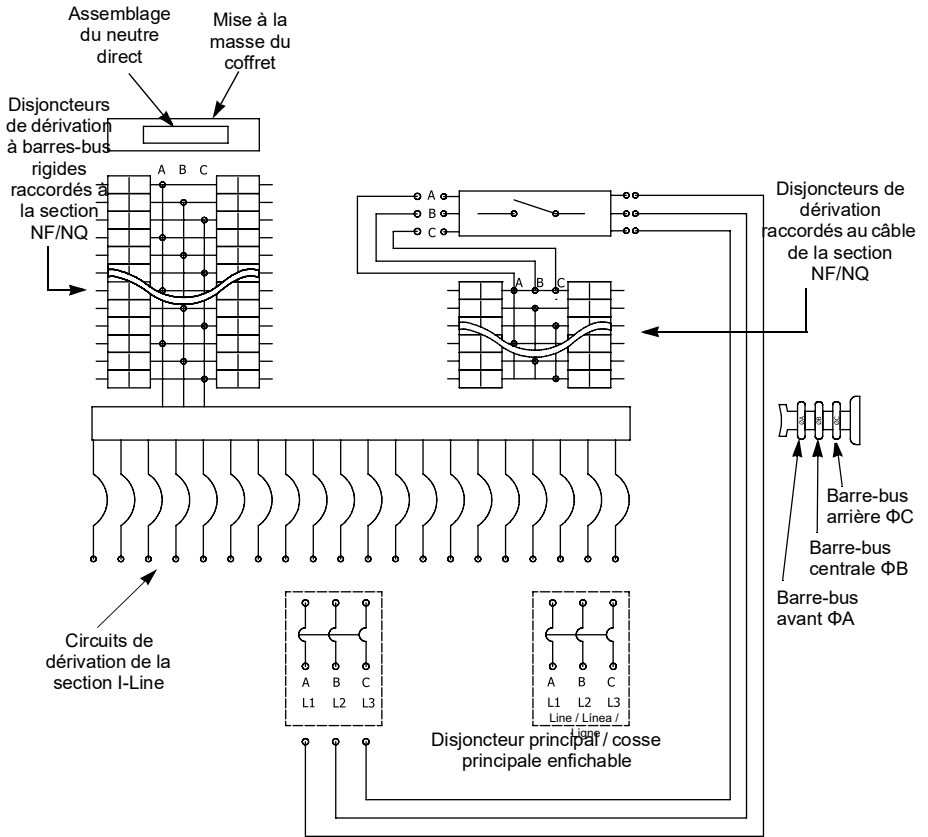 Assemblage
du neutre
direct
Mise à la
masse du
coffret
Disjoncteurs
de dérivation
à barres-bus
rigides
raccordés à
la section
NF/NQ
A B C
A
B
C
A B C
Disjoncteurs de
dérivation
raccordés au câble
de la section
NF/NQ
ØA ØB ØC
Barre-bus
arrière ΦC
Barre-bus
centrale ΦB
Barre-bus
avant ΦA
Circuits de
dérivation de la
section I-Line
A B C
L1 L2 L3
A B C
L1 L2 L3
Line / Línea /
Ligne
Disjoncteur principal / cosse
principale enfichable